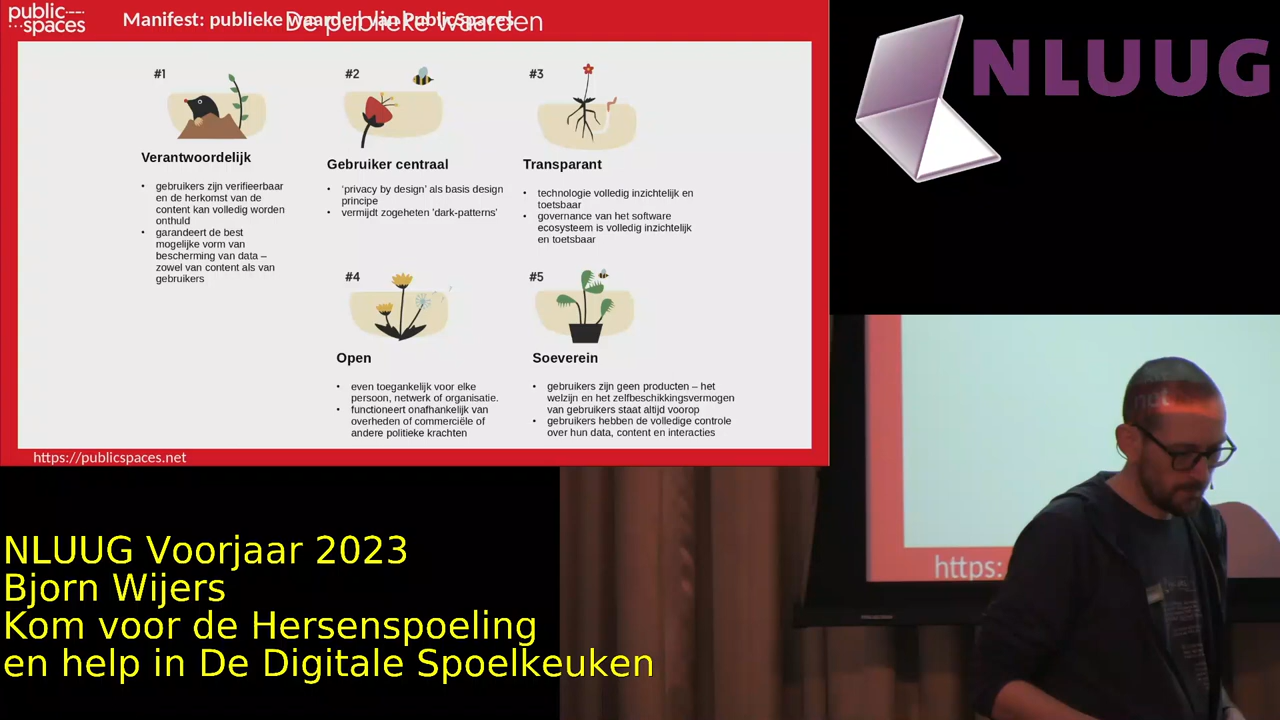 public
spaces
Manifest: publieke waarden van PublicSpaces
De publieke waarden
#1
Verantwoordelijk
• gebruikers zijn verifieerbaar
en de herkomst van de
content kan volledig worden
onthuld
• garandeert de best
mogelijke vorm van
bescherming van data –
zowel van content als van
gebruikers
#2
Gebruiker centraal
• ‘privacy by design’ als basis design
principe
• vermijdt zogeheten 'dark-patterns'
#3
Transparant
• technologie volledig inzichtelijk en
toetsbaar
• governance van het software
ecosysteem is volledig inzichtelijk
en toetsbaar
#4
Open
• even toegankelijk voor elke
persoon, netwerk of organisatie.
• functioneert onafhankelijk van
overheden of commerciële of
andere politieke krachten
#5
Soeverein
• gebruikers zijn geen producten – het
welzijn en het zelfbeschikkingsvermogen
van gebruikers staat altijd voorop
• gebruikers hebben de volledige controle
over hun data, content en interacties
https://publicspaces.net
NLUUG
https:
NLUUG Voorjaar 2023
Bjorn Wijers
Kom voor de Hersenspoeling
en help in De Digitale Spoelkeuken